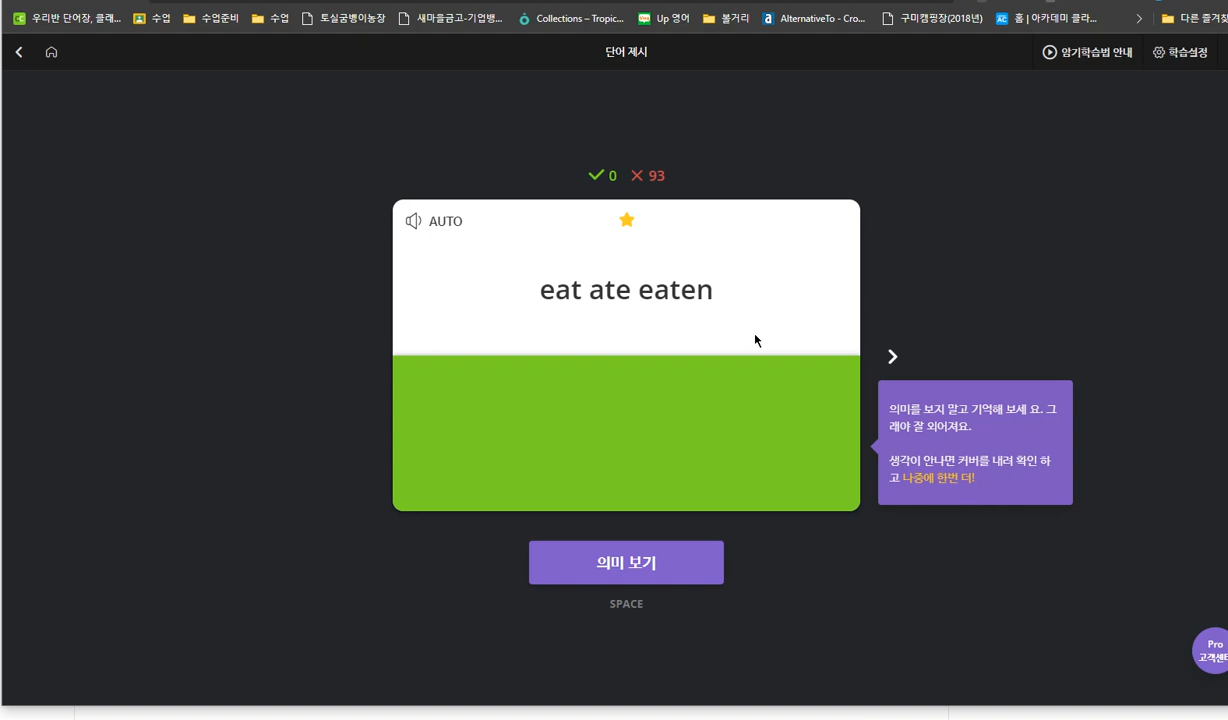 우리반 단어장, 클래... 수업 수업준비 수업 토실굼벵이농장 새마을금고-기업뱅... Collections – Tropic... Up 영어 볼거리 AlternativeTo - Cro... 구미캠핑장(2018년) 홈 | 아카데미 클라... 다른 즐겨찾
단어 제시 암기학습법 안내 학습설정
0 93
AUTO
eat ate eaten
의미를 보지 말고 기억해 보세 요. 그
래야 잘 외어져요.
생각이 안나면 커버를 내려 확인 하
고 나중에 한번 더!
의미 보기
SPACE
Pro
고객센터